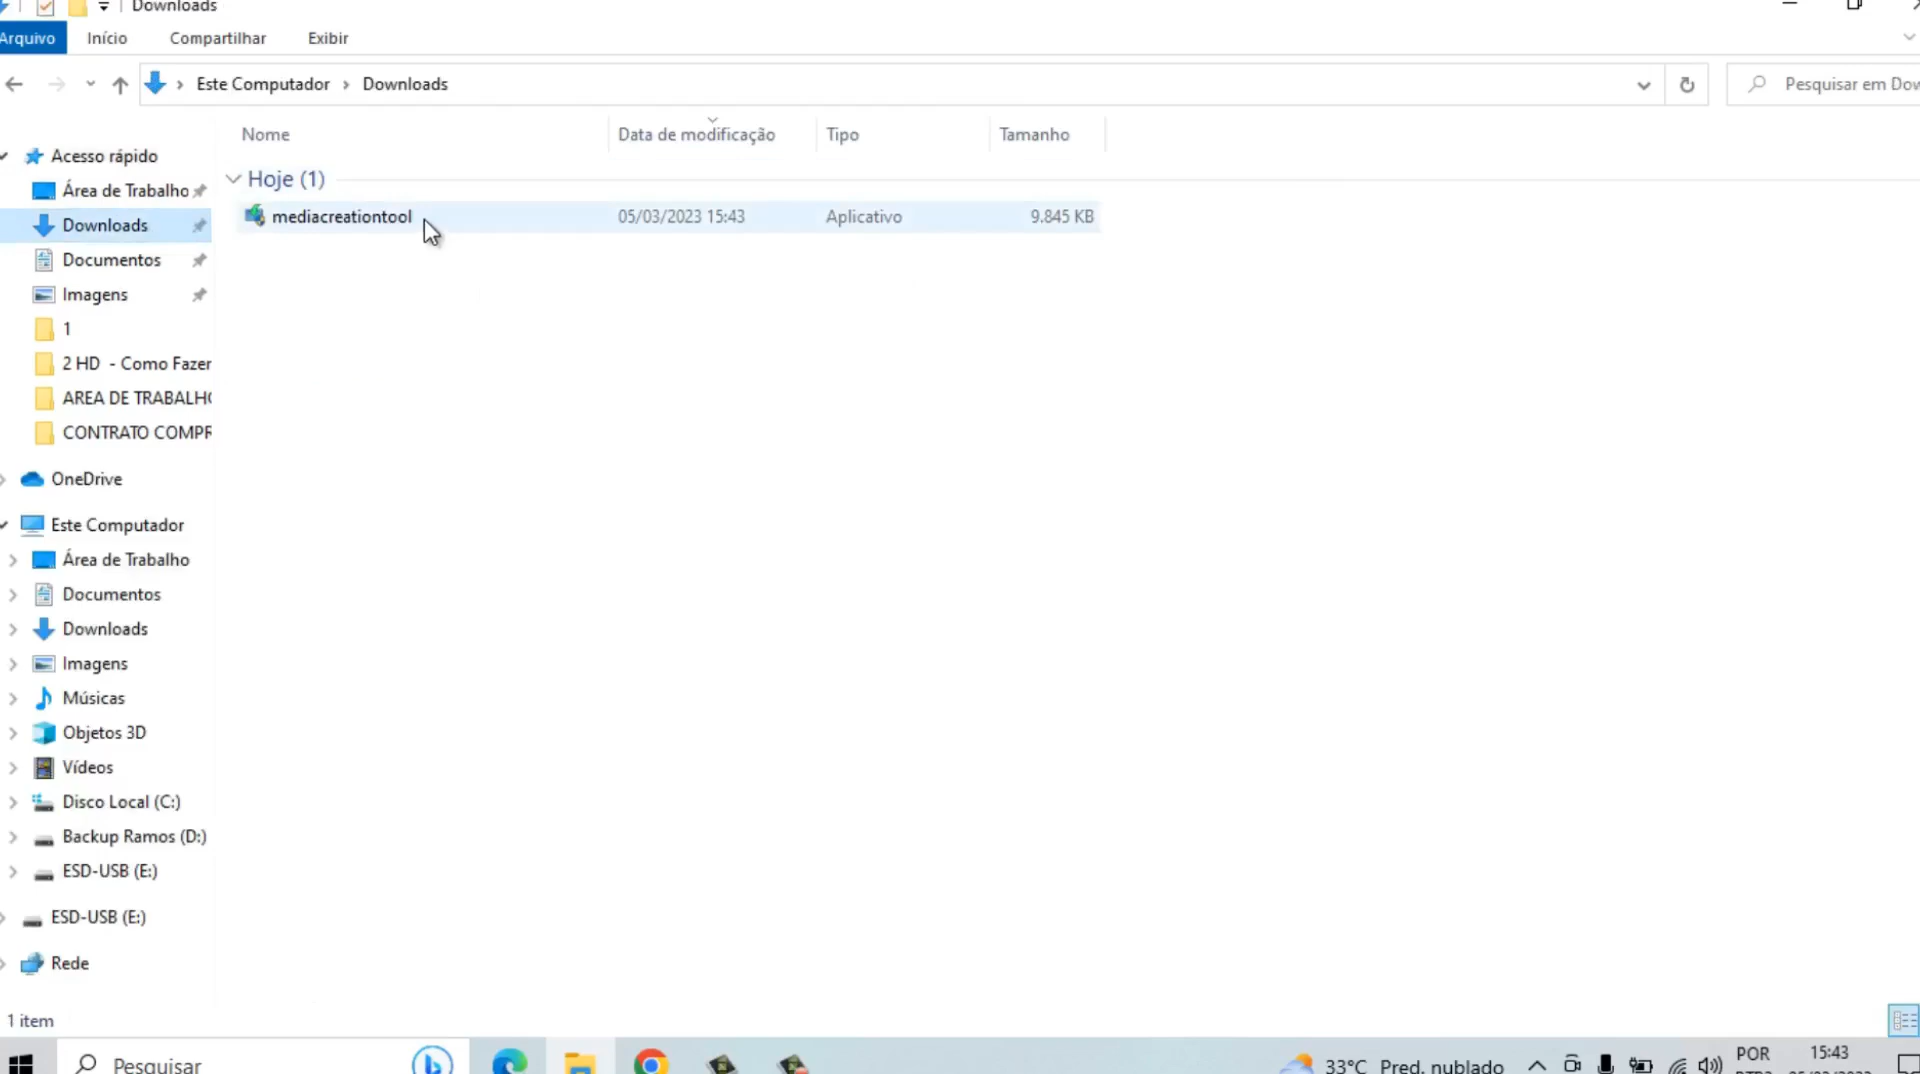 Downloads
Arquivo Início Compartilhar Exibir
Este Computador Downloads Pesquisar em Dow
Nome Data de modificação Tipo Tamanho
Hoje (1)
mediacreationtool 05/03/2023 15:43 Aplicativo 9.845 KB
Acesso rápido
Área de Trabalho
Downloads
Documentos
Imagens
1
2 HD - Como Fazer
AREA DE TRABALHO
CONTRATO COMPR
OneDrive
Este Computador
Área de Trabalho
Documentos
Downloads
Imagens
Músicas
Objetos 3D
Vídeos
Disco Local (C:)
Backup Ramos (D:)
ESD-USB (E:)
ESD-USB (E:)
Rede
1 item
Pesquisar 33°C Pred. nublado POR 15:43